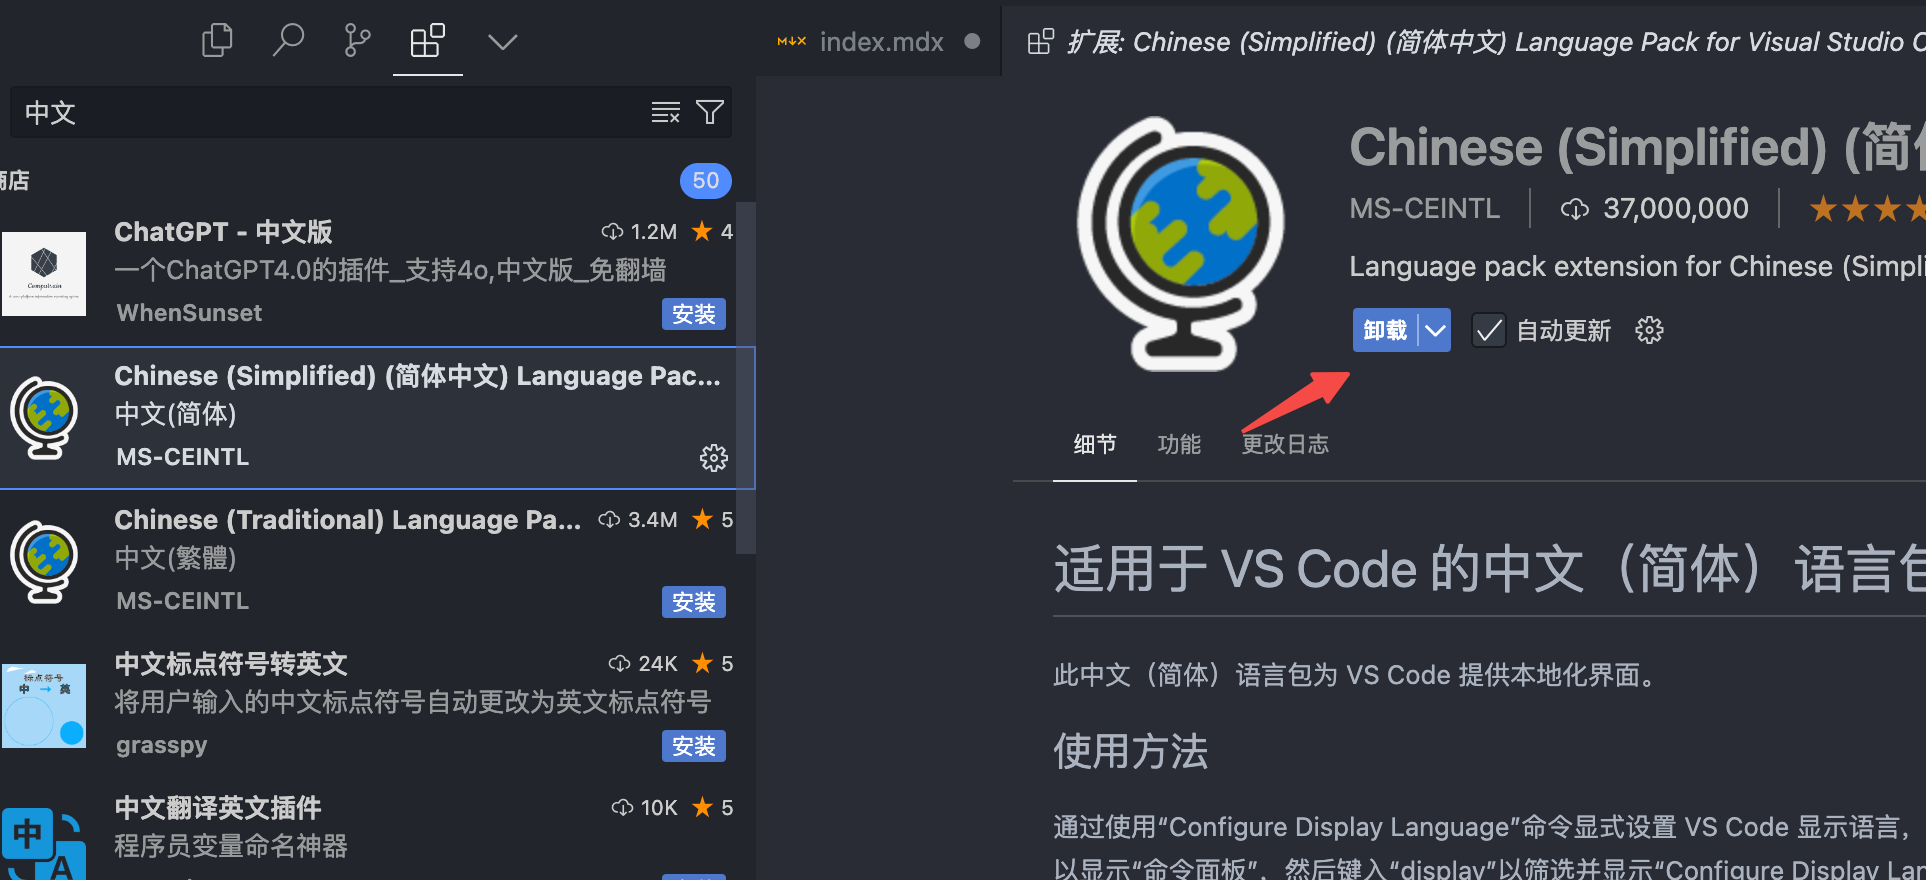 index.mdx
扩展: Chinese (Simplified) (简体中文) Language Pack for Visual Studio C
中文
商店
50
ChatGPT - 中文版 1.2M 4
一个ChatGPT4.0的插件_支持4o,中文版_免翻墙
WhenSunset 安装
Chinese (Simplified) (简体中文) Language Pac...
中文(简体)
MS-CEINTL
Chinese (Traditional) Language Pa... 3.4M 5
中文(繁體)
MS-CEINTL 安装
标点符号
中 → 英
中文标点符号转英文 24K 5
将用户输入的中文标点符号自动更改为英文标点符号
grasspy 安装
中 A
中文翻译英文插件 10K 5
程序员变量命名神器
Chinese (Simplified) (简体
MS-CEINTL 37,000,000
Language pack extension for Chinese (Simpli
卸载 自动更新
细节 功能 更改日志
适用于 VS Code 的中文（简体）语言包
此中文（简体）语言包为 VS Code 提供本地化界面。
使用方法
通过使用“Configure Display Language”命令显式设置 VS Code 显示语言，
以显示“命令面板”，然后键入“display”以筛选并显示“Configure Display Lan